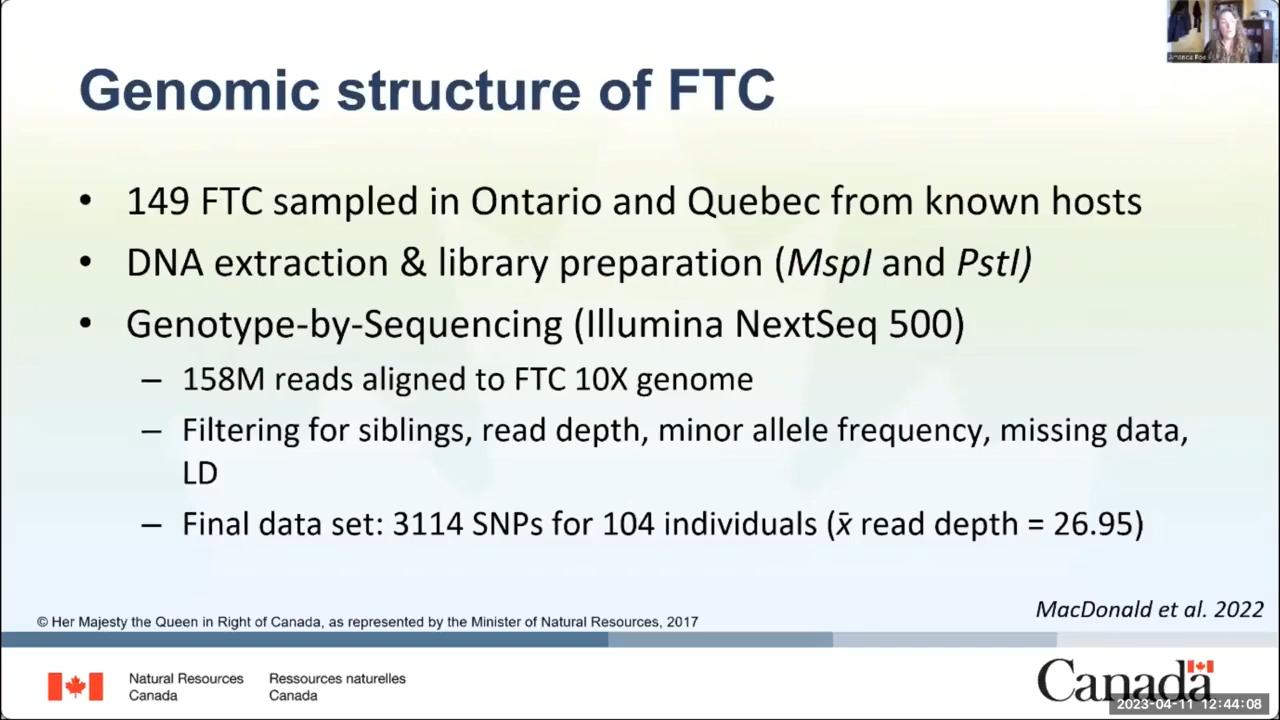 Genomic structure of FTC
• 149 FTC sampled in Ontario and Quebec from known hosts
• DNA extraction & library preparation (MspI and PstI)
• Genotype-by-Sequencing (Illumina NextSeq 500)
– 158M reads aligned to FTC 10X genome
– Filtering for siblings, read depth, minor allele frequency, missing data,
LD
– Final data set: 3114 SNPs for 104 individuals (x̄ read depth = 26.95)
MacDonald et al. 2022
© Her Majesty the Queen in Right of Canada, as represented by the Minister of Natural Resources, 2017
Natural Resources
Canada
Ressources naturelles
Canada
Canada
2023-04-11 12:44:08